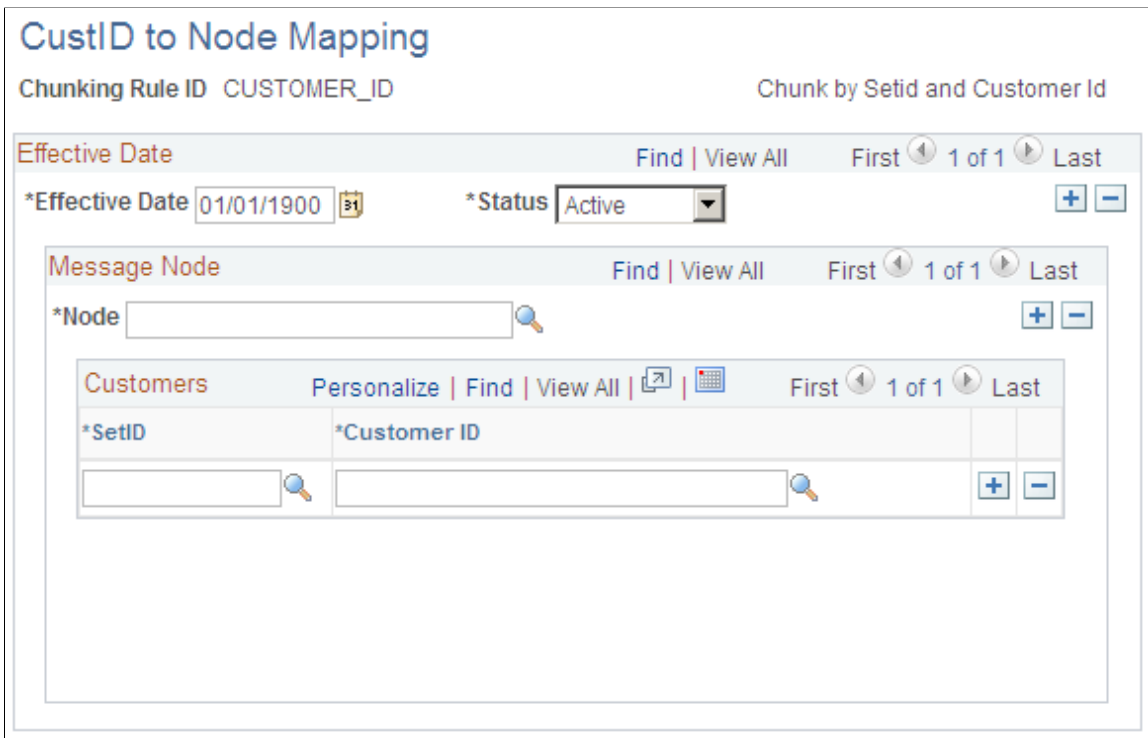 CustID to Node Mapping
Chunking Rule ID CUSTOMER_ID Chunk by Setid and Customer Id
Effective Date Find | View All First 1 of 1 Last
*Effective Date 01/01/1900 31 *Status Active
Message Node Find | View All First 1 of 1 Last
*Node
Customers Personalize | Find | View All | | First 1 of 1 Last
*SetID *Customer ID